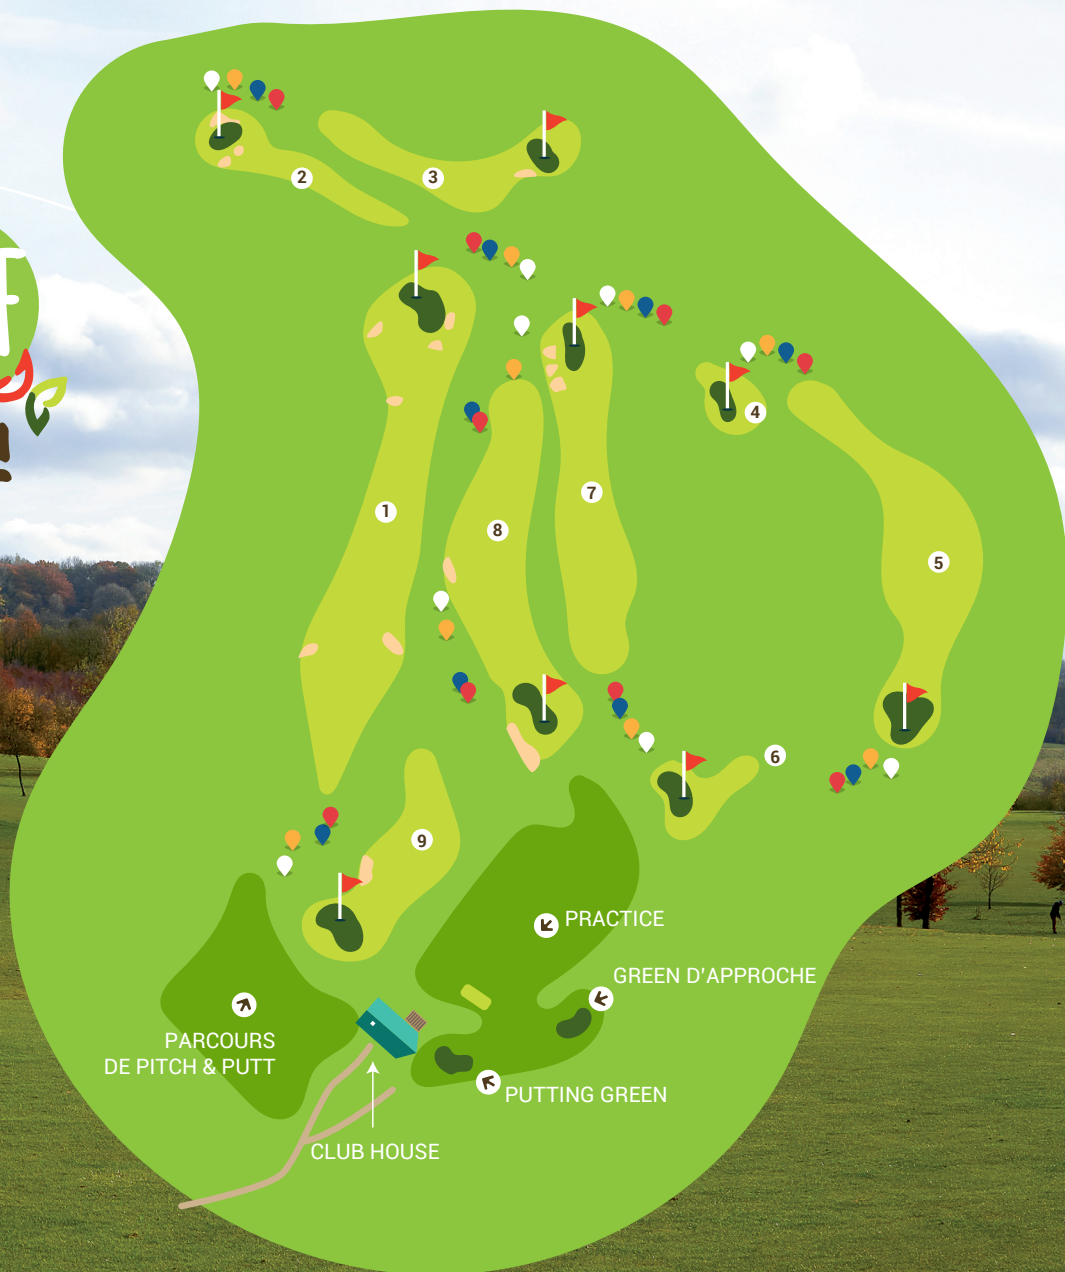 2
3
4
1
7
8
5
6
9
PRACTICE
GREEN D'APPROCHE
PARCOURS
DE PITCH & PUTT
PUTTING GREEN
CLUB HOUSE